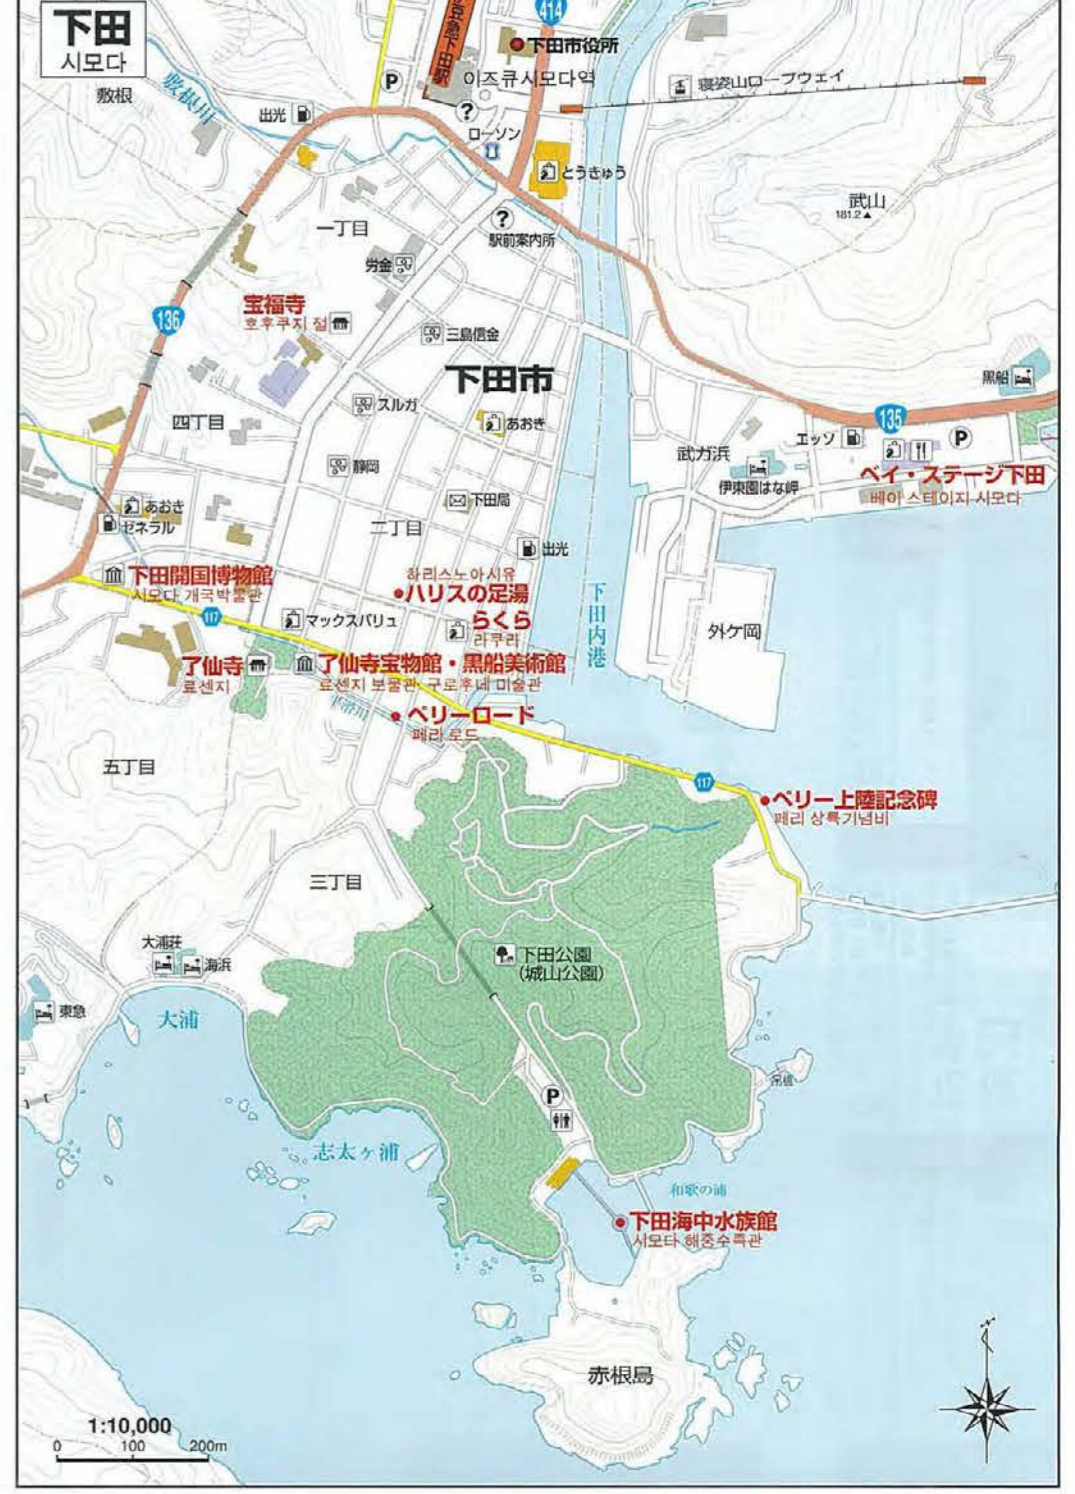 下田
시모다
414
下田市役所
이즈큐시모다역
豆急下田駅
P
寝姿山ロープウェイ
敷根
敷根川
出光
?
ローソン
とうきゅう
武山
181.2▲
一丁目
?
駅前案内所
労金
宝福寺
호후쿠지 절
136
三島信金
下田市
黒船
スルガ
あおき
四丁目
135
エッソ
P
武ガ浜
伊東園はな岬
ベイ・ステージ下田
베이 스테이지 시모다
静岡
あおき
ゼネラル
下田局
二丁目
出光
下田開国博物館
시모다 개국박물관
하리스노아시유
ハリスの足湯
下田内港
117
マックスバリュ
らくら
라쿠라
外ケ岡
了仙寺
료센지
了仙寺宝物館・黒船美術館
료센지 보물관·구로후네 미술관
平滑川
ペリーロード
페리 로드
五丁目
117
ペリー上陸記念碑
페리 상륙기념비
三丁目
大浦荘
海浜
下田公園
(城山公園)
東急
大浦
P
志太ヶ浦
和歌の浦
下田海中水族館
시모다 해중수족관
赤根島
1:10,000
0 100 200m